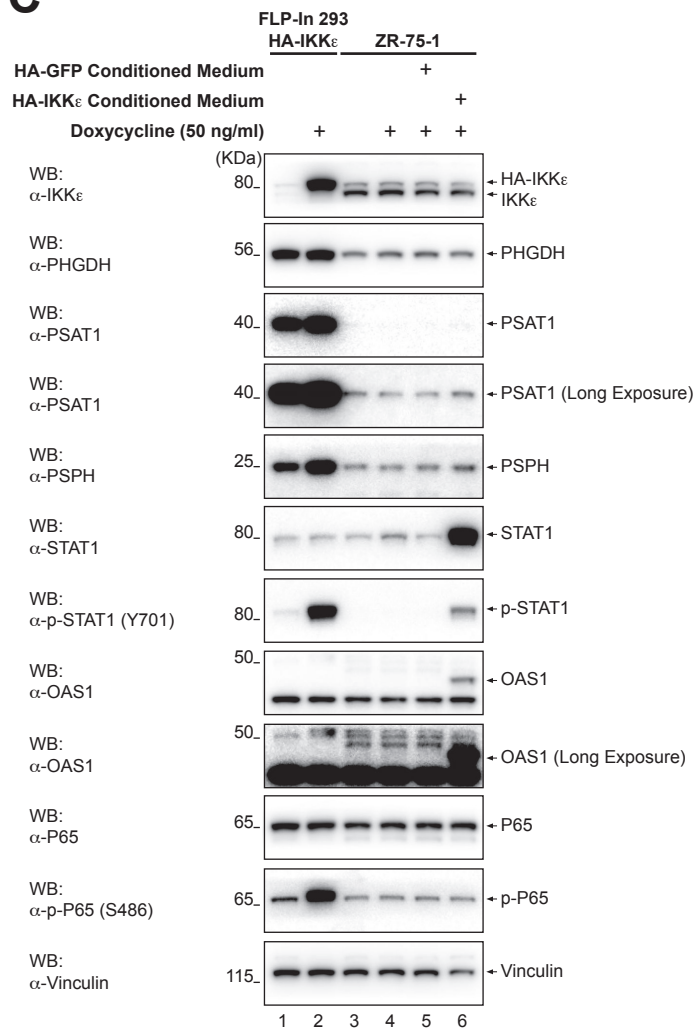 C
FLP-In 293
HA-IKKε ZR-75-1
HA-GFP Conditioned Medium +
HA-IKKε Conditioned Medium +
Doxycycline (50 ng/ml) + + + +
(KDa)
WB:
α-IKKε
80
HA-IKKε
IKKε
WB:
α-PHGDH
56
PHGDH
WB:
α-PSAT1
40
PSAT1
WB:
α-PSAT1
40
PSAT1 (Long Exposure)
WB:
α-PSPH
25
PSPH
WB:
α-STAT1
80
STAT1
WB:
α-p-STAT1 (Y701)
80
p-STAT1
WB:
α-OAS1
50
OAS1
WB:
α-OAS1
50
OAS1 (Long Exposure)
WB:
α-P65
65
P65
WB:
α-p-P65 (S486)
65
p-P65
WB:
α-Vinculin
115
Vinculin
1 2 3 4 5 6